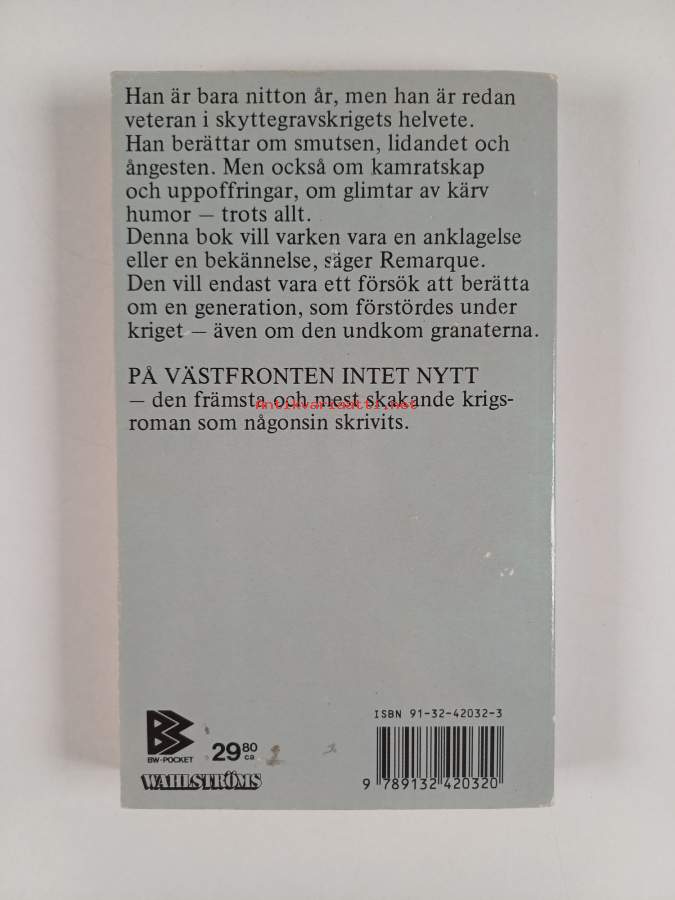 Han är bara nitton år, men han är redan
veteran i skyttegravskrigets helvete.
Han berättar om smutsen, lidandet och
ångesten. Men också om kamratskap
och uppoffringar, om glimtar av kärv
humor – trots allt.
Denna bok vill varken vara en anklagelse
eller en bekännelse, säger Remarque.
Den vill endast vara ett försök att berätta
om en generation, som förstördes under
kriget – även om den undkom granaterna.
PÅ VÄSTFRONTEN INTET NYTT
– den främsta och mest skakande krigs-
Antikvariaatti.net
roman som någonsin skrivits.
ISBN 91-32-42032-3
BW-POCKET
29 80 ca
WAHLSTRÖMS
9 789132 420320